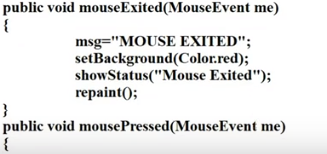 public void mouseExited(MouseEvent me)
{
msg="MOUSE EXITED";
setBackground(Color.red);
showStatus("Mouse Exited");
repaint();
}
public void mousePressed(MouseEvent me)
{